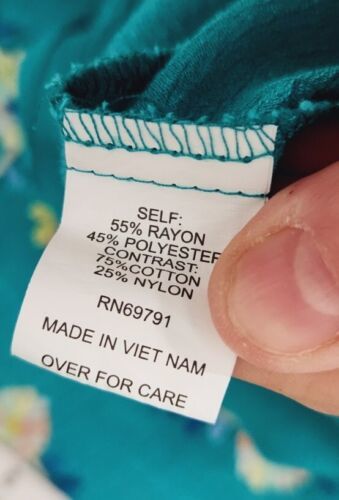 SELF:
55% RAYON
45% POLYESTER
CONTRAST:
75%COTTON
25% NYLON
RN69791
MADE IN VIET NAM
OVER FOR CARE